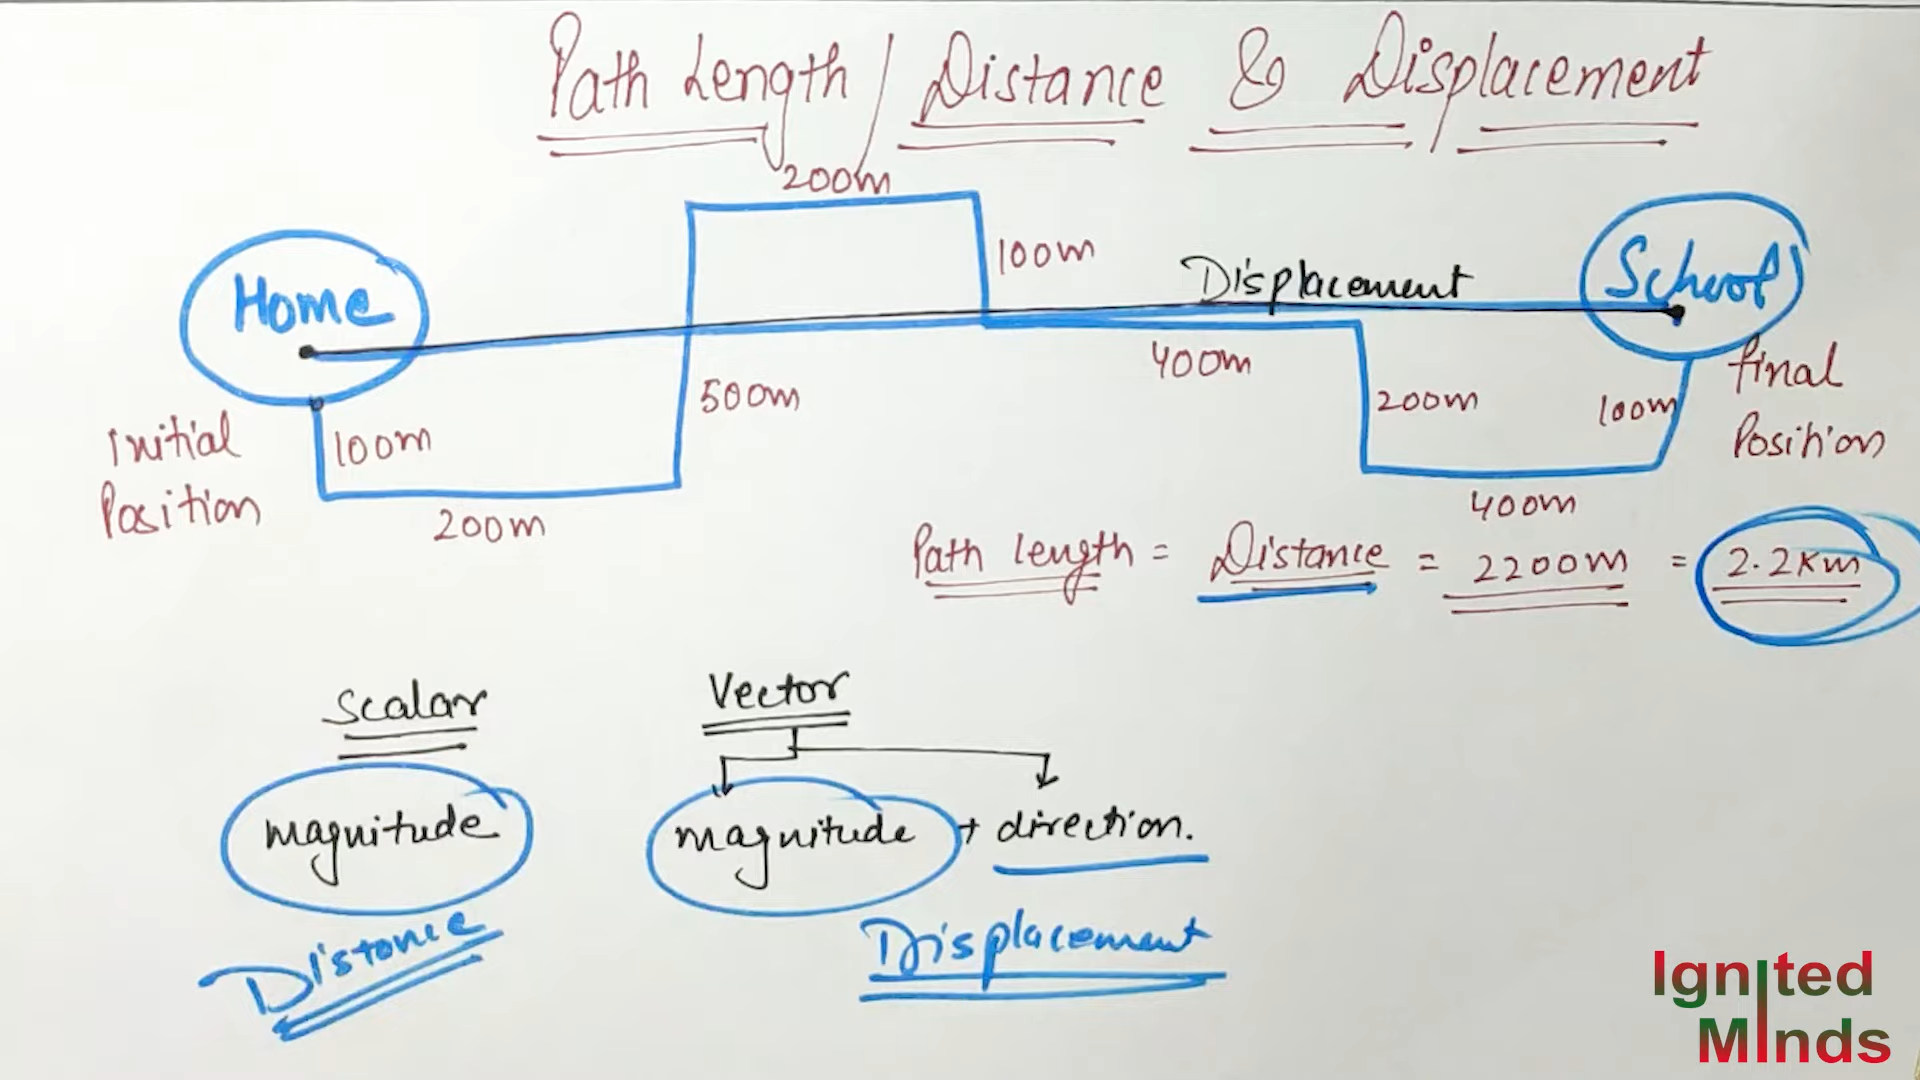 Path Length / Distance & Displacement
200m
Home
100m
Displacement
School
400m
500m
200m
100m
final
Position
Initial
Position
100m
200m
400m
Path length = Distance = 2200m = 2.2Km
Scalar
Vector
magnitude
magnitude + direction.
Distance
Displacement
Ignited
Minds